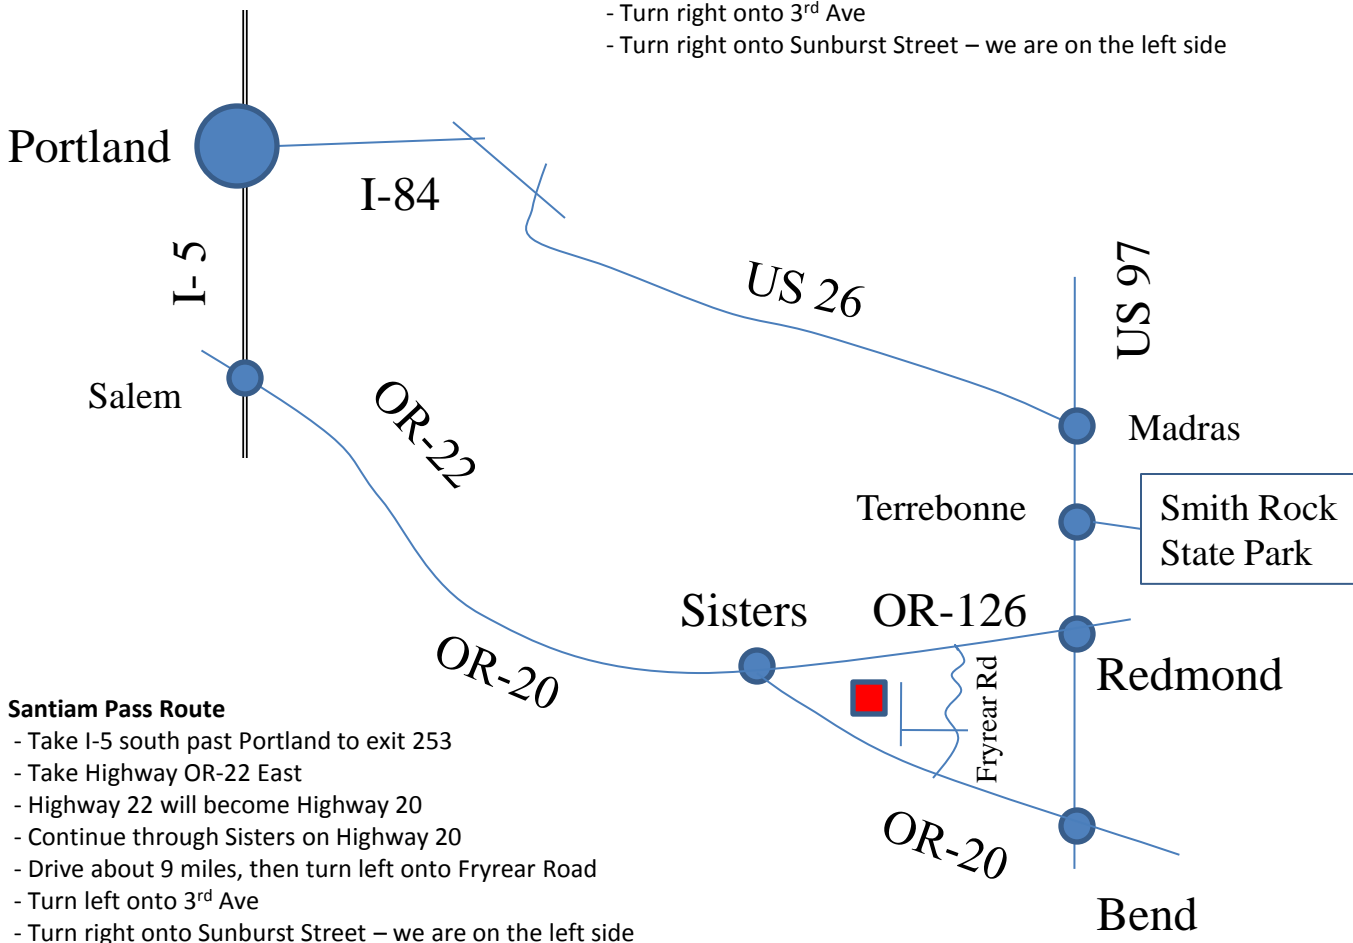 - Turn right onto 3rd Ave
- Turn right onto Sunburst Street – we are on the left side
Portland
I-84
I- 5
US 26
US 97
Salem
OR-22
Madras
Terrebonne
Smith Rock
State Park
Sisters
OR-126
OR-20
Redmond
Fryrear Rd
OR-20
Bend
Santiam Pass Route
- Take I-5 south past Portland to exit 253
- Take Highway OR-22 East
- Highway 22 will become Highway 20
- Continue through Sisters on Highway 20
- Drive about 9 miles, then turn left onto Fryrear Road
- Turn left onto 3rd Ave
- Turn right onto Sunburst Street – we are on the left side